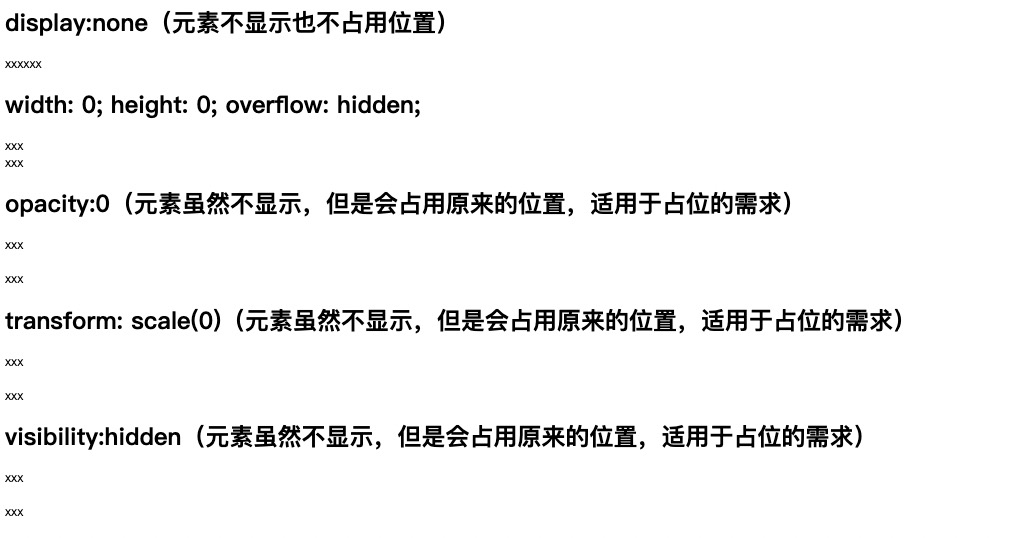 display:none（元素不显示也不占用位置）
xxxxxx
width: 0; height: 0; overflow: hidden;
xxx
xxx
opacity:0（元素虽然不显示，但是会占用原来的位置，适用于占位的需求）
xxx
xxx
transform: scale(0)（元素虽然不显示，但是会占用原来的位置，适用于占位的需求）
xxx
xxx
visibility:hidden（元素虽然不显示，但是会占用原来的位置，适用于占位的需求）
xxx
xxx